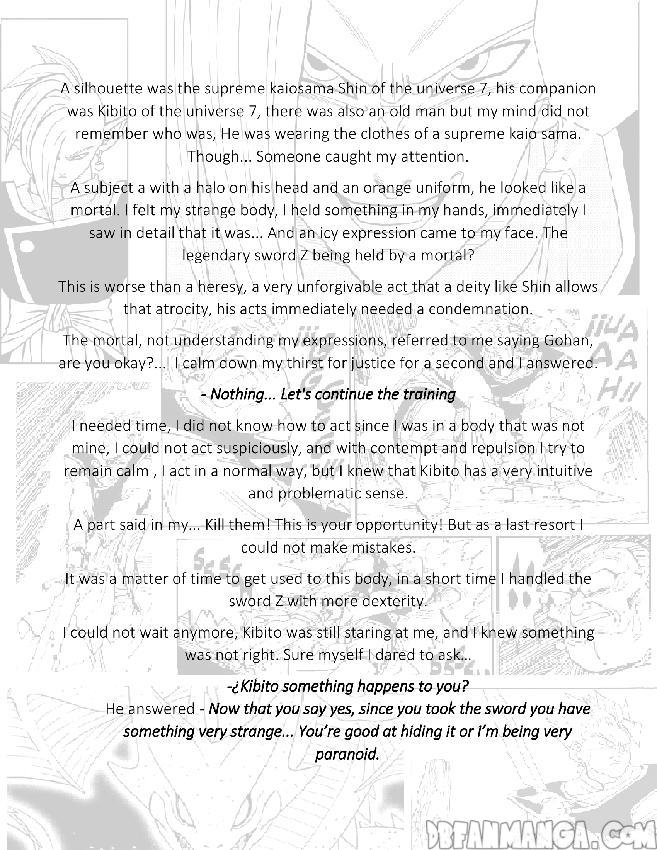 A silhouette was the supreme kaiosama Shin of the universe 7, his companion
was Kibito of the universe 7, there was also an old man but my mind did not
remember who was, He was wearing the clothes of a supreme kaio sama.
Though... Someone caught my attention.
A subject a with a halo on his head and an orange uniform, he looked like a
mortal. I felt my strange body, I held something in my hands, immediately I
saw in detail that it was... And an icy expression came to my face. The
legendary sword Z being held by a mortal?
This is worse than a heresy, a very unforgivable act that a deity like Shin allows
that atrocity, his acts immediately needed a condemnation.
The mortal, not understanding my expressions, referred to me saying Gohan,
are you okay?... I calm down my thirst for justice for a second and I answered.
- Nothing... Let's continue the training
I needed time, I did not know how to act since I was in a body that was not
mine, I could not act suspiciously, and with contempt and repulsion I try to
remain calm , I act in a normal way, but I knew that Kibito has a very intuitive
and problematic sense.
A part said in my... Kill them! This is your opportunity! But as a last resort I
could not make mistakes.
It was a matter of time to get used to this body, in a short time I handled the
sword Z with more dexterity.
I could not wait anymore, Kibito was still staring at me, and I knew something
was not right. Sure myself I dared to ask...
-¿Kibito something happens to you?
He answered - Now that you say yes, since you took the sword you have
something very strange... You're good at hiding it or I'm being very
paranoid.
DBFANMANGA.COM